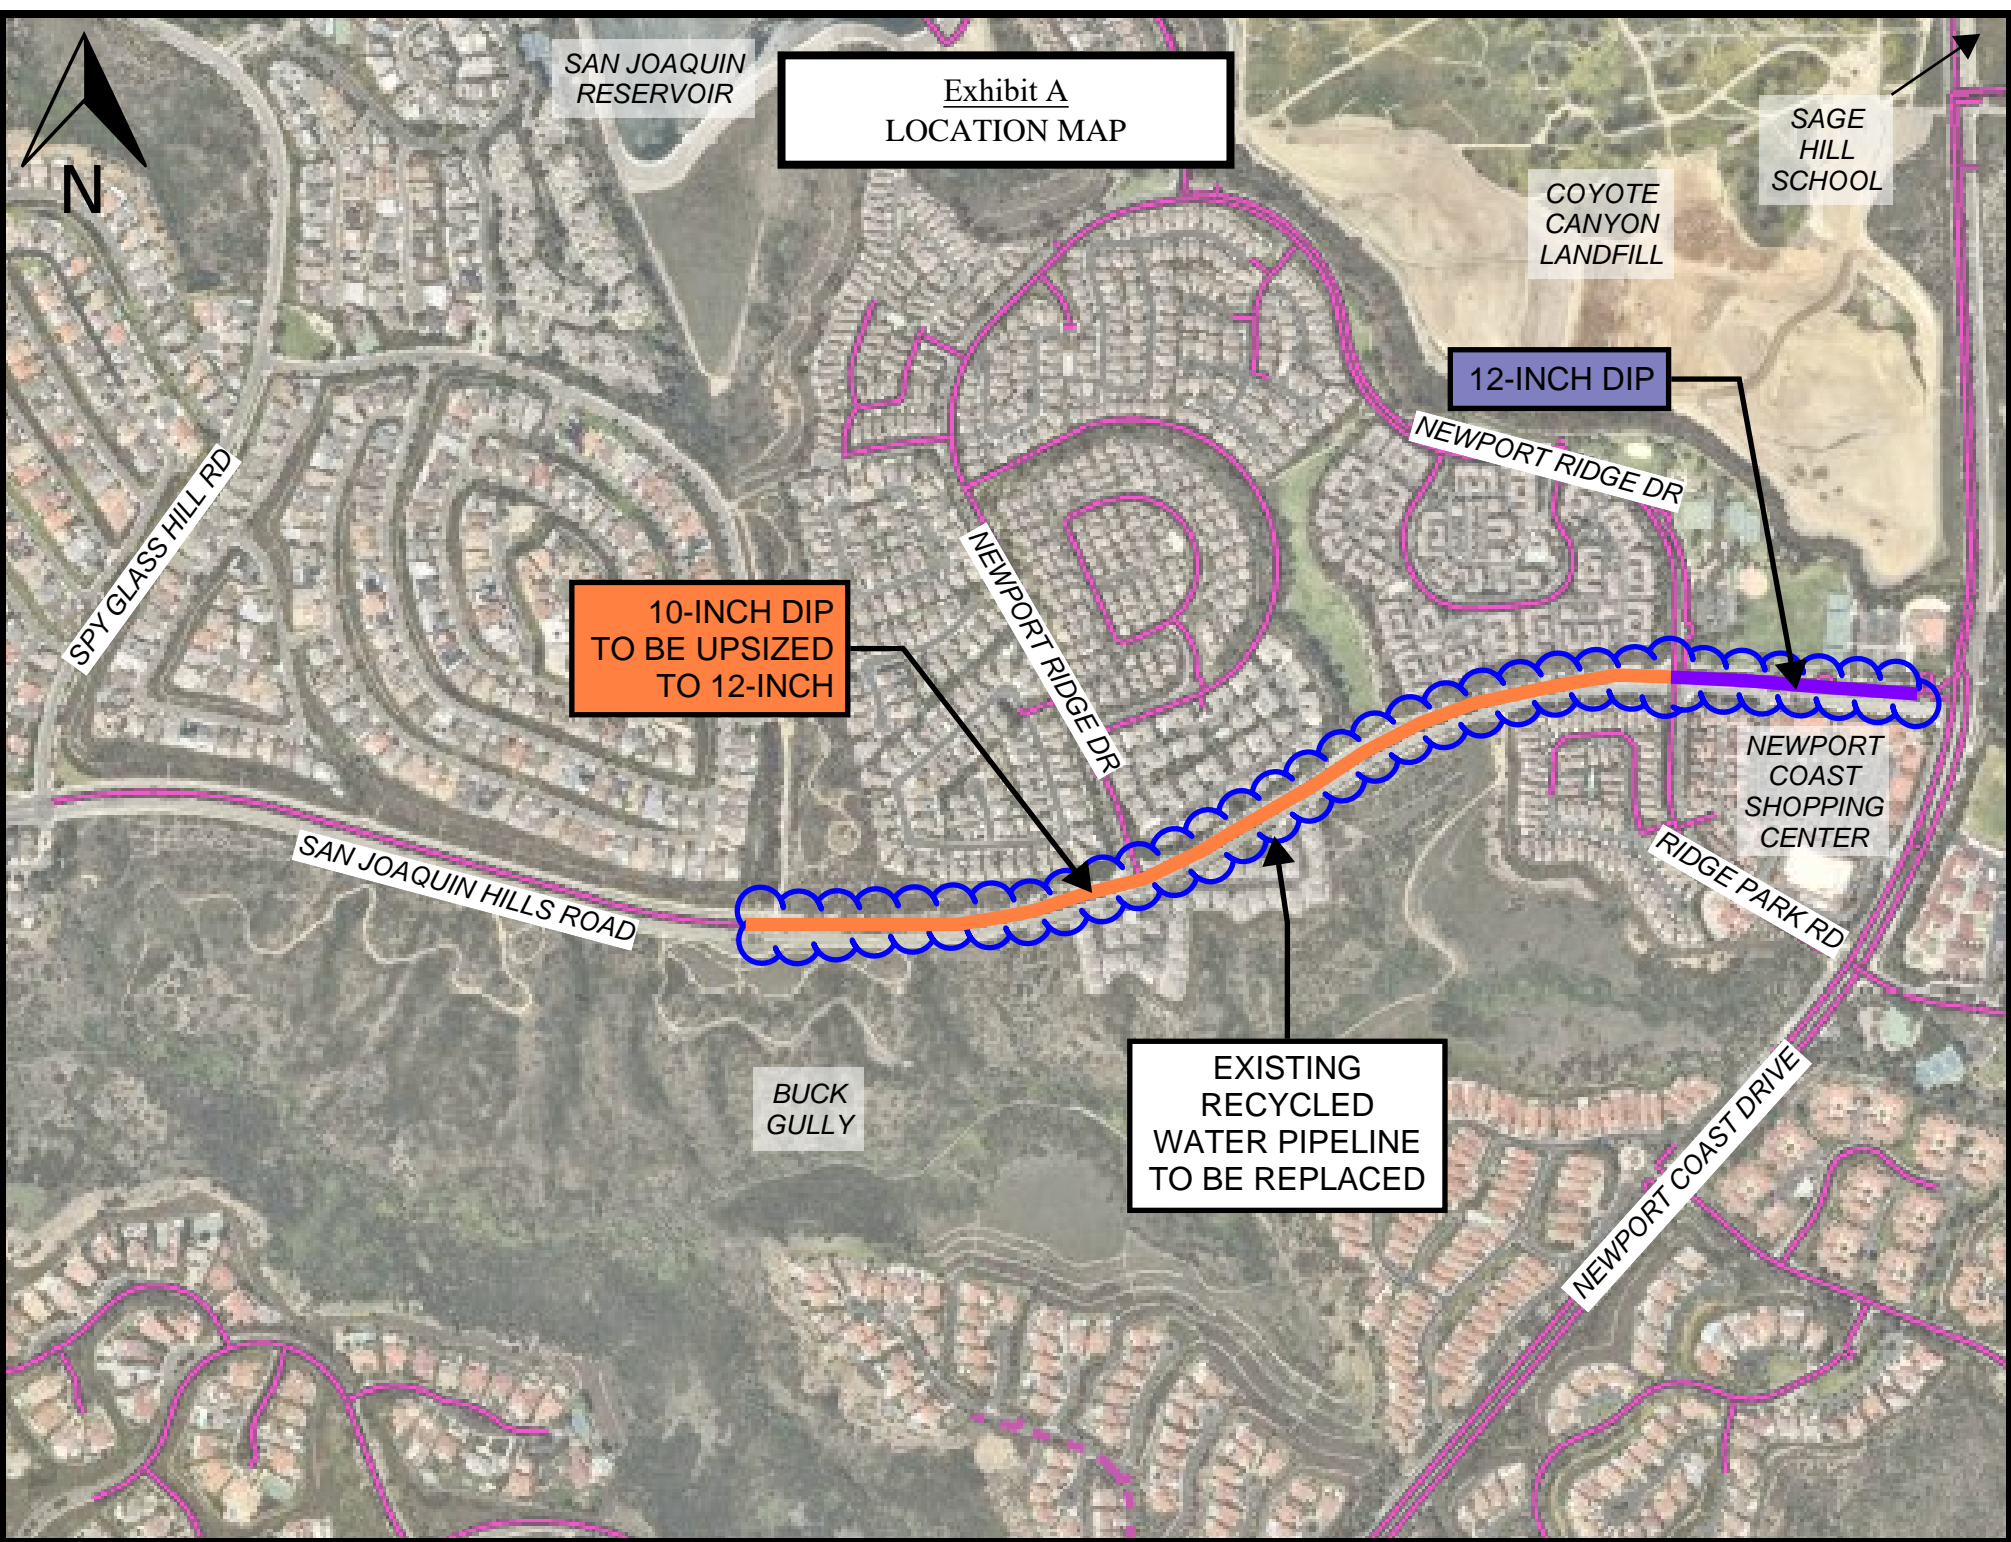 SAN JOAQUIN
RESERVOIR
Exhibit A
LOCATION MAP
SAGE
HILL
SCHOOL
N
COYOTE
CANYON
LANDFILL
12-INCH DIP
NEWPORT RIDGE DR
SPY GLASS HILL RD
10-INCH DIP
TO BE UPSIZED
TO 12-INCH
NEWPORT RIDGE DR
NEWPORT
COAST
SHOPPING
CENTER
SAN JOAQUIN HILLS ROAD
RIDGE PARK RD
BUCK
GULLY
EXISTING
RECYCLED
WATER PIPELINE
TO BE REPLACED
NEWPORT COAST DRIVE